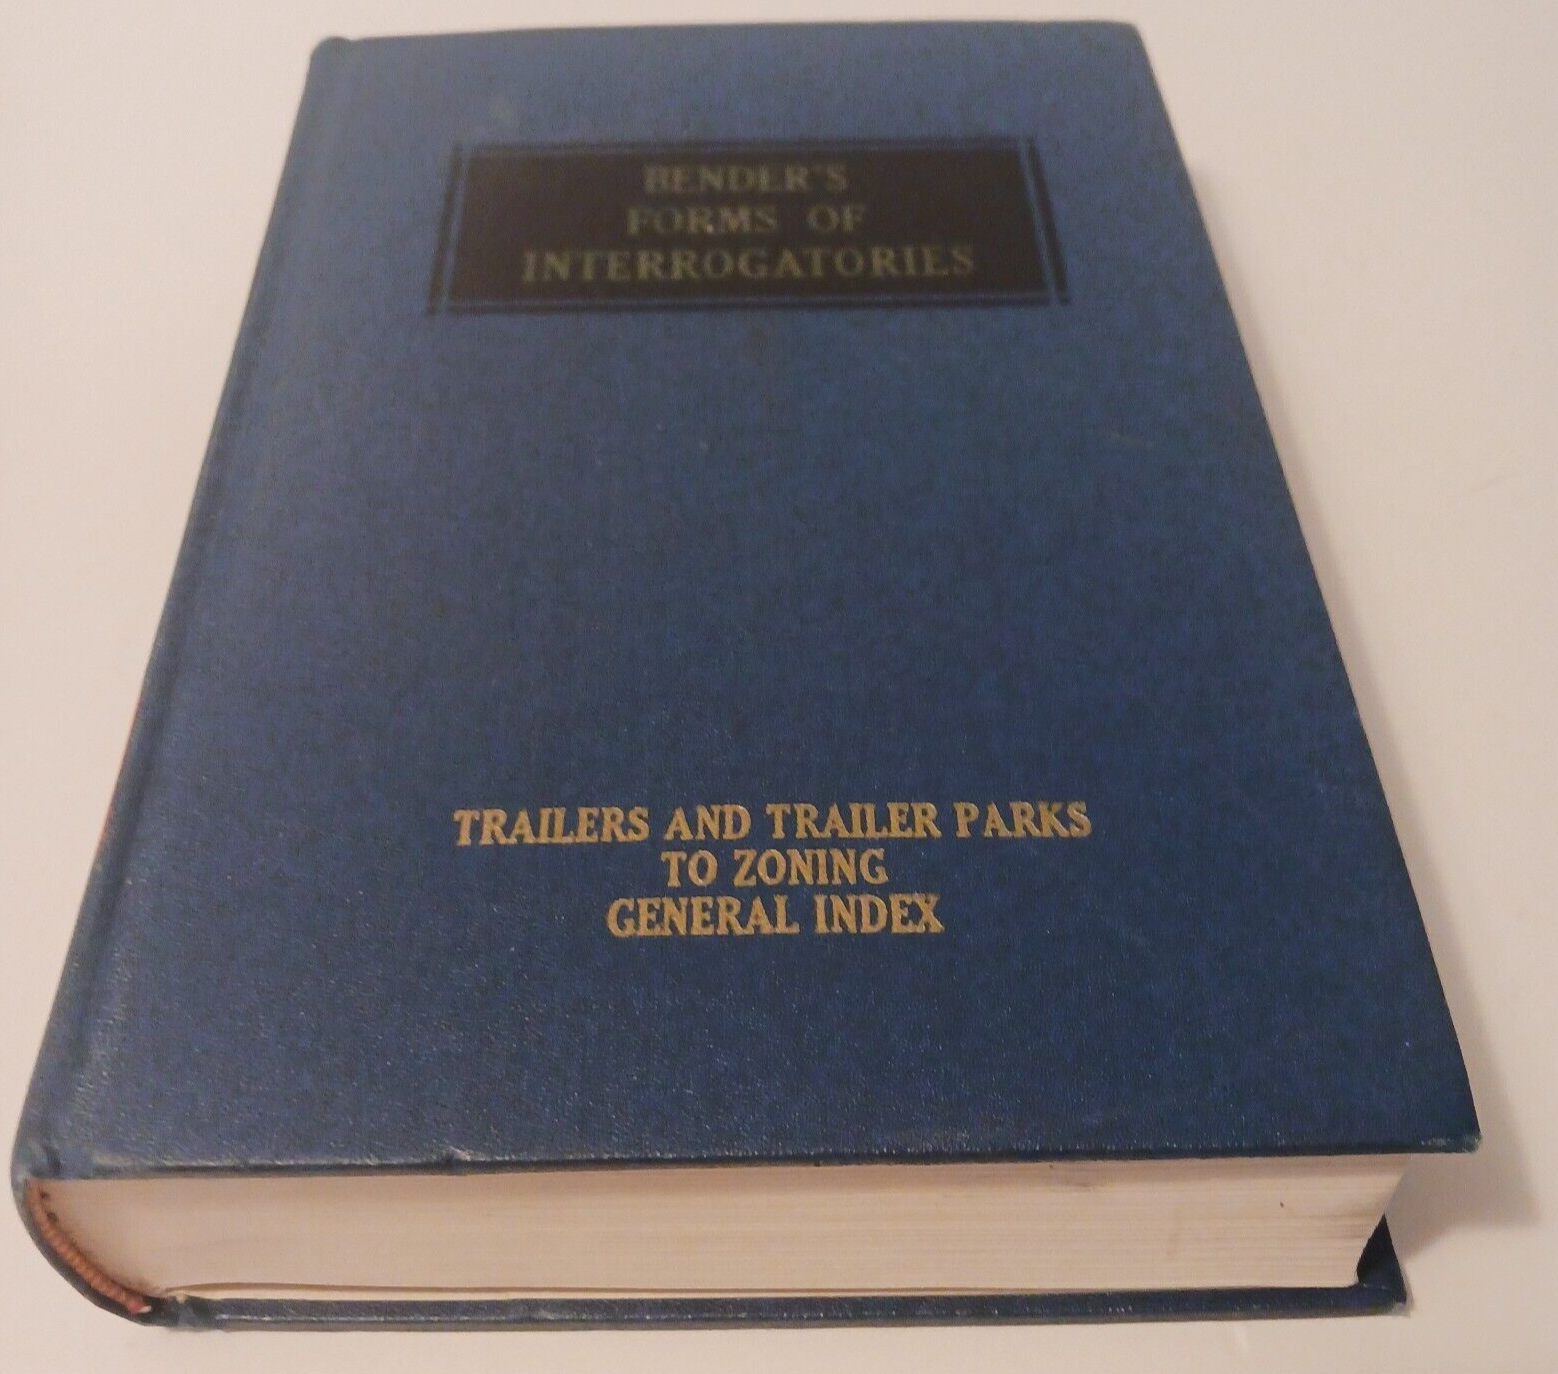 BENDER'S
FORMS OF
INTERROGATORIES
TRAILERS AND TRAILER PARKS
TO ZONING
GENERAL INDEX